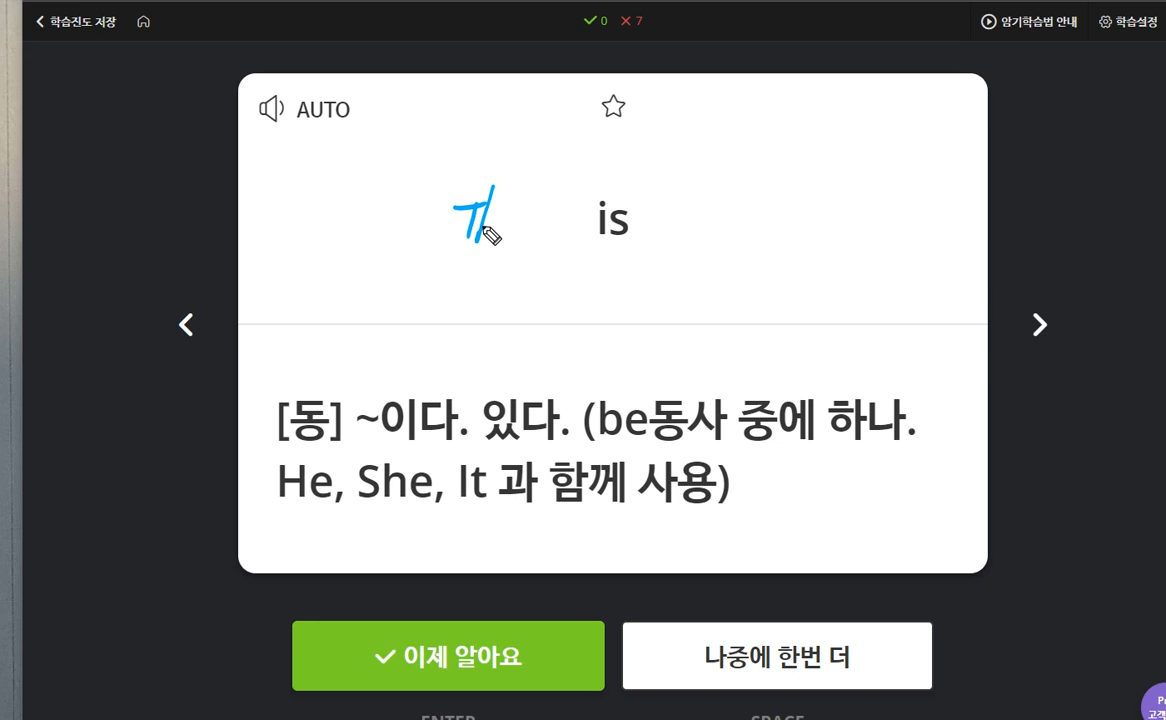 학습진도 저장
0 7
암기학습법 안내
학습설정
AUTO
is
[동] ~이다. 있다. (be동사 중에 하나.
He, She, It 과 함께 사용)
이제 알아요
나중에 한번 더
ENTER
SPACE